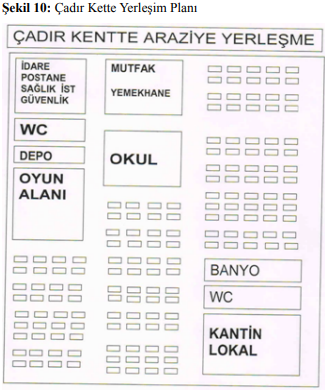 Şekil 10: Çadır Kette Yerleşim Planı
ÇADIR KENTTE ARAZİYE YERLEŞME
İDARE
POSTANE
SAĞLIK İST
GÜVENLİK
WC
DEPO
OYUN
ALANI
MUTFAK
YEMEKHANE
OKUL
BANYO
WC
KANTİN
LOKAL